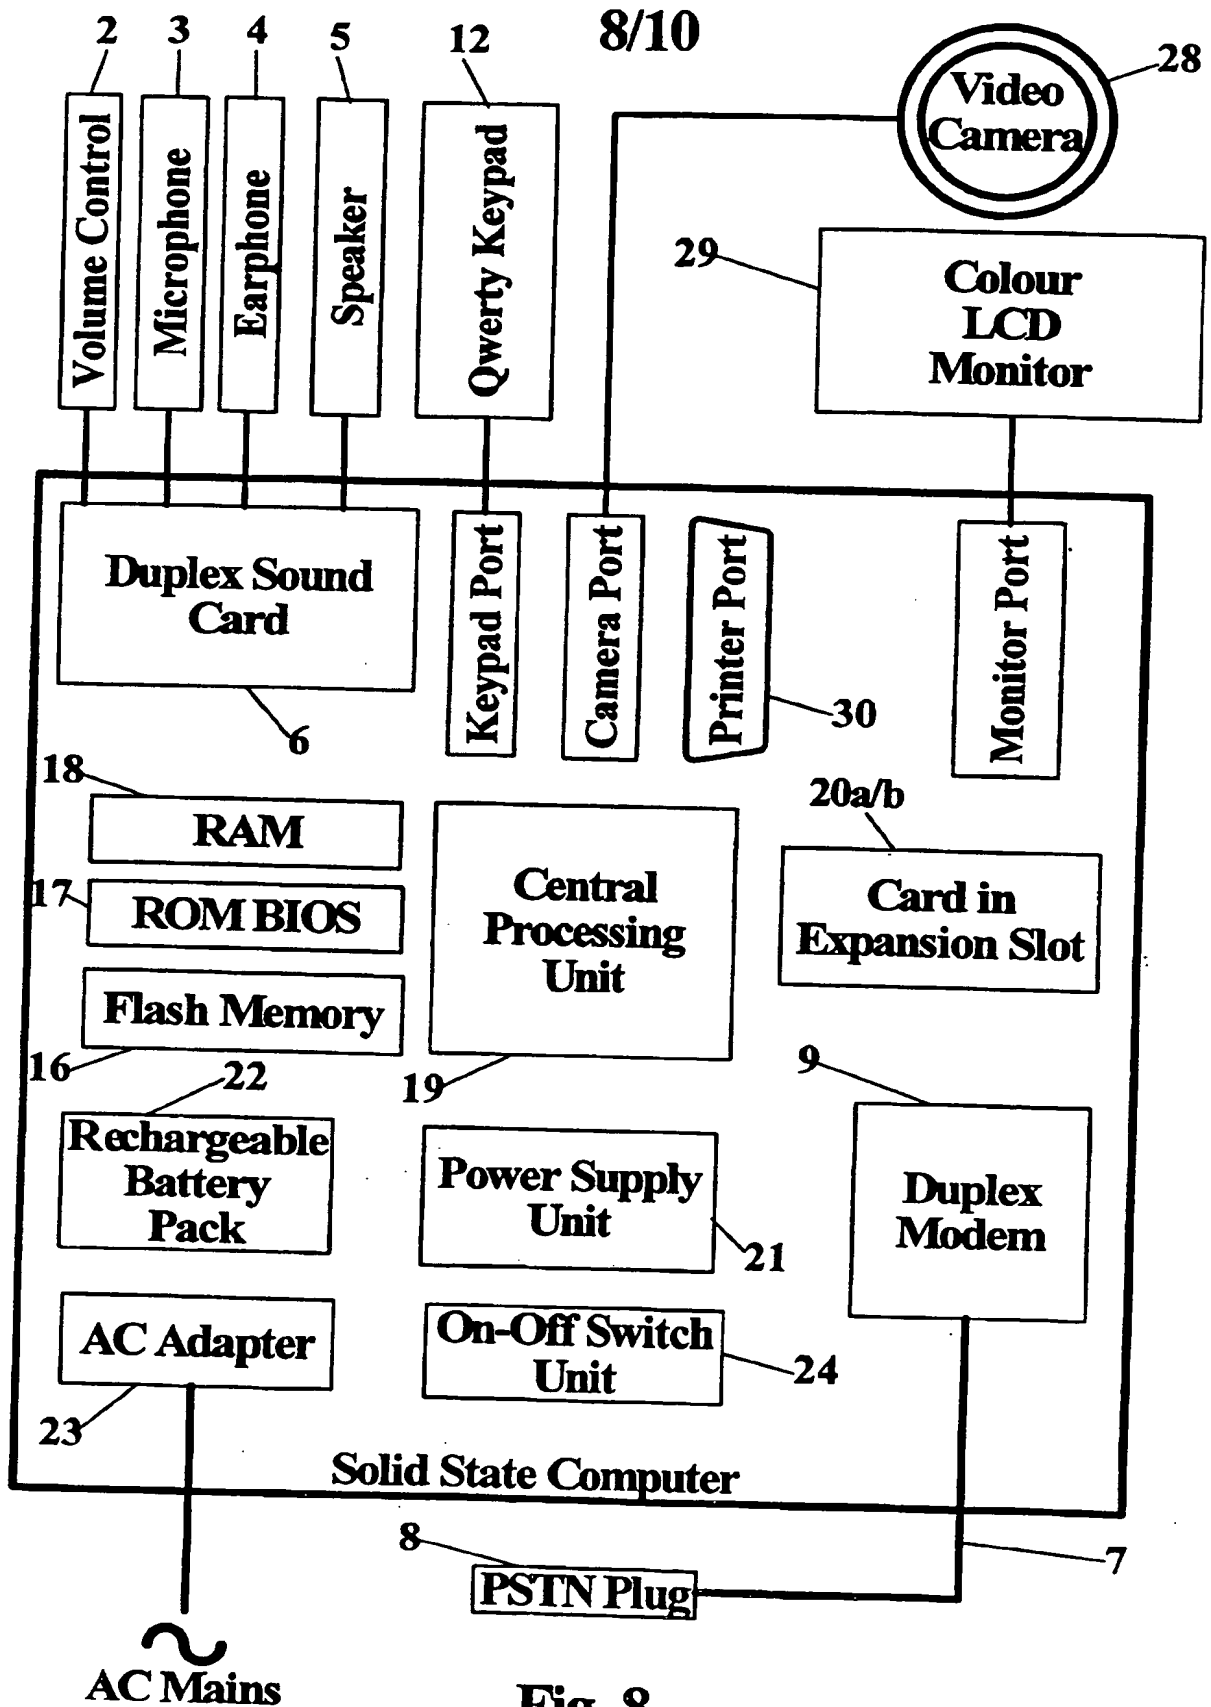 8/10
2
3
4
5
12
28
Video
Camera
Volume Control
Microphone
Earphone
Speaker
Qwerty Keypad
29
Colour
LCD
Monitor
Duplex Sound
Card
6
Keypad Port
Camera Port
Printer Port
30
Monitor Port
18
RAM
17
ROM BIOS
Flash Memory
16
Central
Processing
Unit
19
20a/b
Card in
Expansion Slot
22
Rechargeable
Battery
Pack
Power Supply
Unit
21
9
Duplex
Modem
AC Adapter
23
On-Off Switch
Unit
24
Solid State Computer
8
PSTN Plug
7
AC Mains
Fig. 8